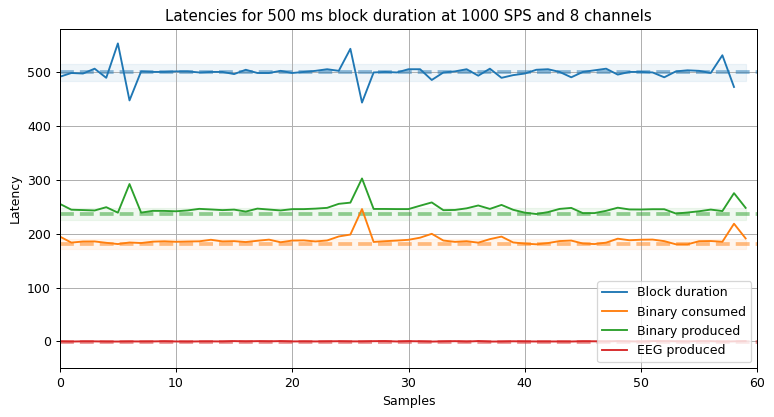 Latencies for 500 ms block duration at 1000 SPS and 8 channels
Latency
500
400
300
200
100
0
0 10 20 30 40 50 60
Samples
Block duration
Binary consumed
Binary produced
EEG produced